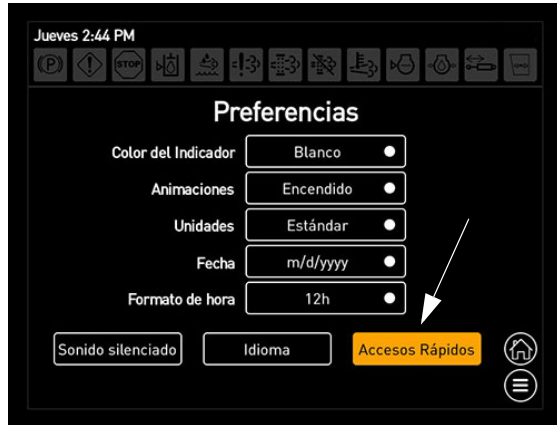 Jueves 2:44 PM
(P) STOP
Preferencias
Color del Indicador Blanco
Animaciones Encendido
Unidades Estándar
Fecha m/d/yyyy
Formato de hora 12h
Sonido silenciado Idioma Accesos Rápidos